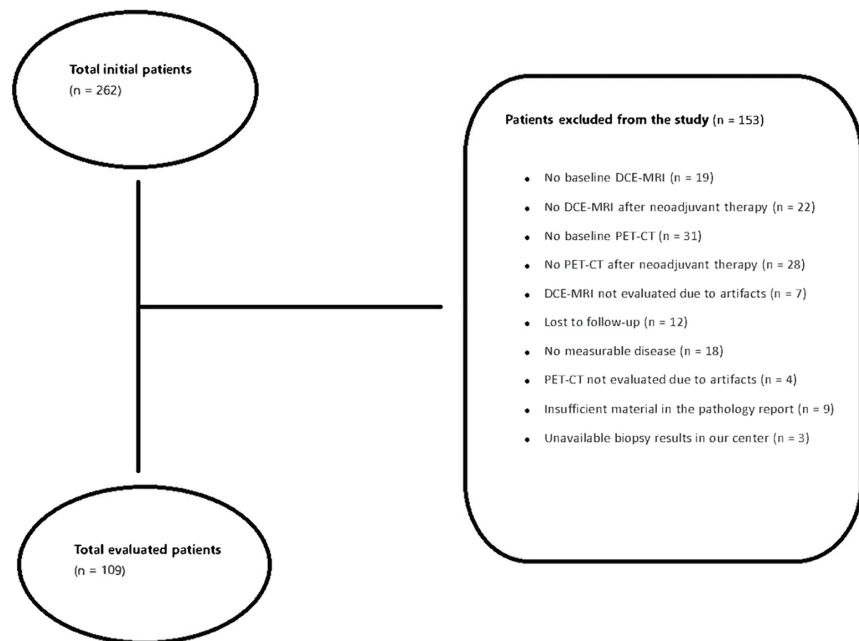 Total initial patients
(n = 262)
Patients excluded from the study (n = 153)
• No baseline DCE-MRI (n = 19)
• No DCE-MRI after neoadjuvant therapy (n = 22)
• No baseline PET-CT (n = 31)
• No PET-CT after neoadjuvant therapy (n = 28)
• DCE-MRI not evaluated due to artifacts (n = 7)
• Lost to follow-up (n = 12)
• No measurable disease (n = 18)
• PET-CT not evaluated due to artifacts (n = 4)
• Insufficient material in the pathology report (n = 9)
• Unavailable biopsy results in our center (n = 3)
Total evaluated patients
(n = 109)